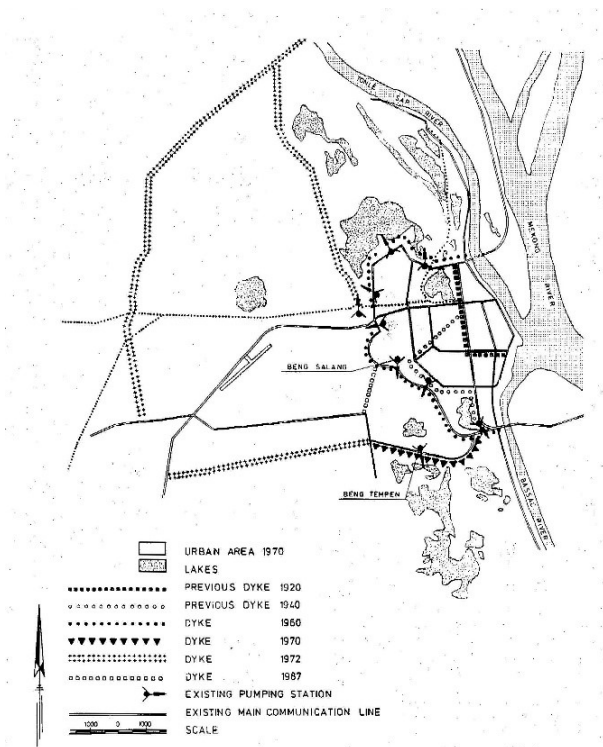 TONLE SAP RIVER
MEKONG RIVER
BENG SALANG
BENG TEMPEN
BASSAC RIVER
URBAN AREA 1970
LAKES
PREVIOUS DYKE 1920
PREVIOUS DYKE 1940
DYKE 1960
DYKE 1970
DYKE 1972
DYKE 1987
EXISTING PUMPING STATION
EXISTING MAIN COMMUNICATION LINE
1000 0 1000 SCALE